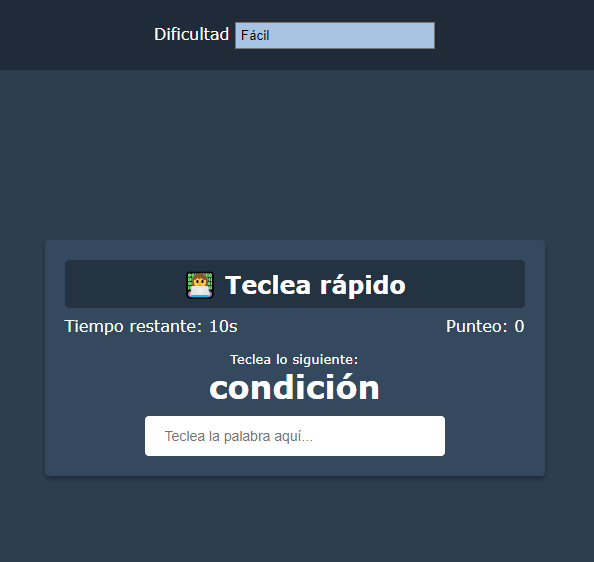 Dificultad Fácil
Teclea rápido
Tiempo restante: 10s Punteo: 0
Teclea lo siguiente:
condición
Teclea la palabra aquí...